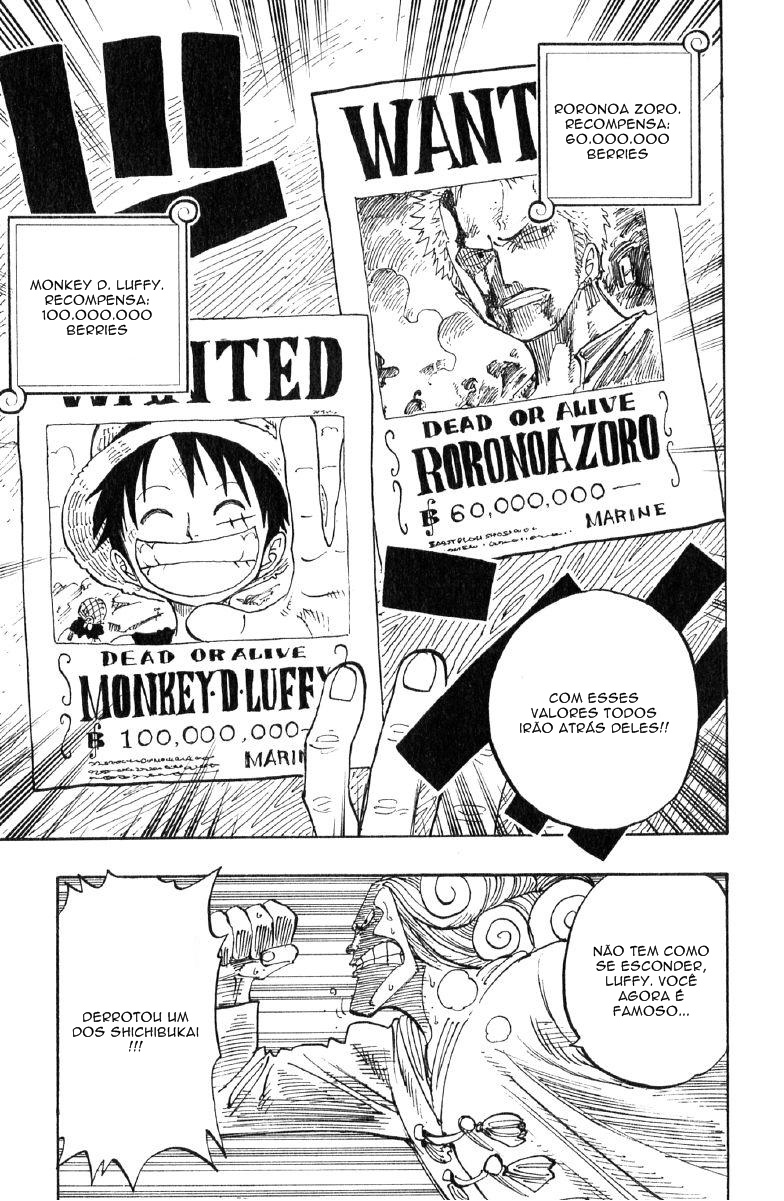 RORONOA ZORO.
RECOMPENSA:
60.000.000
BERRIES
WANT
DEAD OR ALIVE
RORONOA ZORO
฿ 60,000,000—
MARINE
MONKEY D. LUFFY.
RECOMPENSA:
100.000.000
BERRIES
WANTED
DEAD OR ALIVE
MONKEY·D·LUFFY
฿ 100,000,000-
MARIN
COM ESSES
VALORES TODOS
IRÃO ATRÁS DELES!!
NÃO TEM COMO
SE ESCONDER,
LUFFY. VOCÊ
AGORA É
FAMOSO...
DERROTOU UM
DOS SHICHIBUKAI
!!!